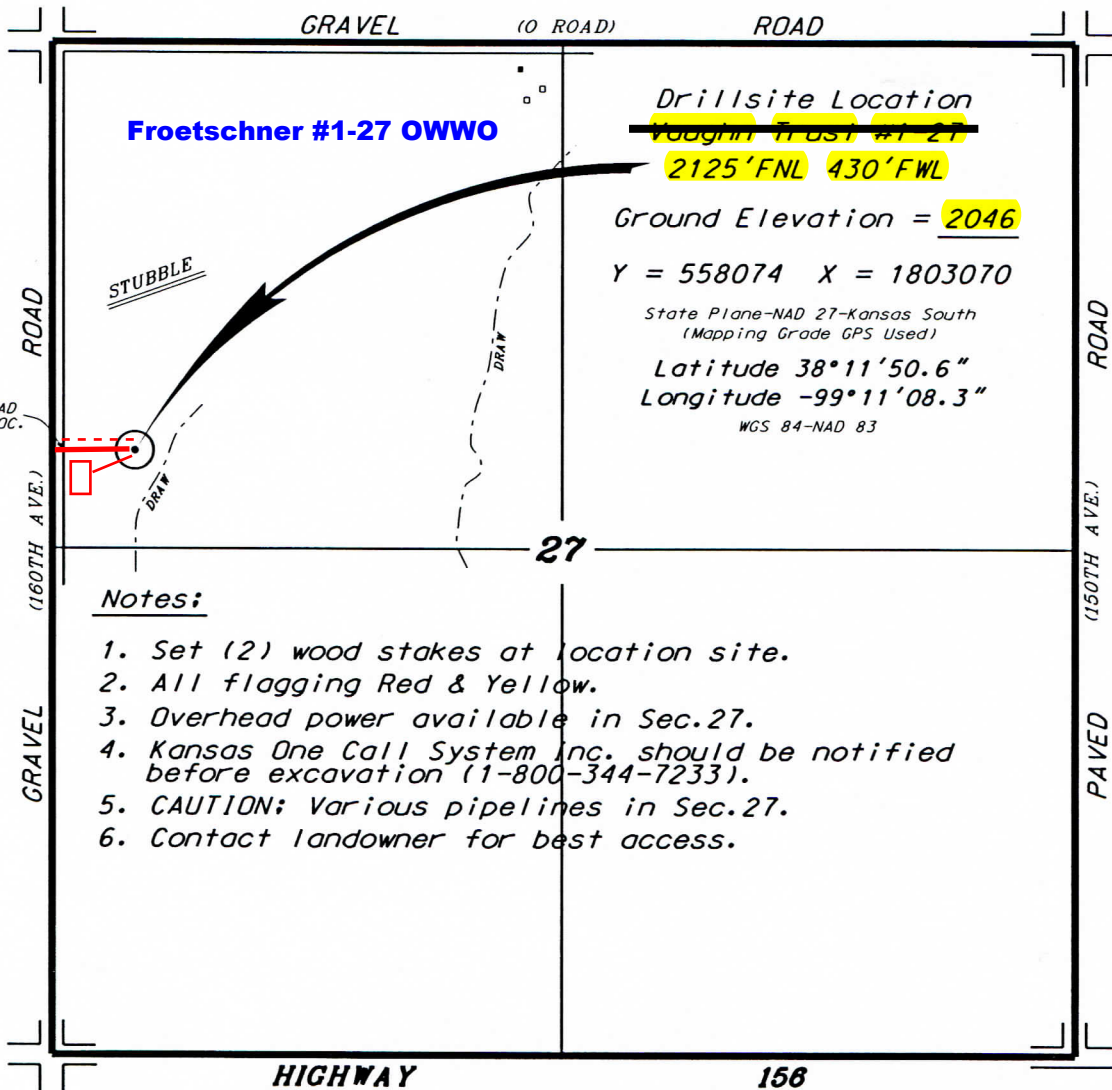 GRAVEL (O ROAD) ROAD
Froetschner #1-27 OWWO
Drillsite Location
Vaughn Trust #1-27
2125'FNL 430'FWL
Ground Elevation = 2046
Y = 558074 X = 1803070
State Plane-NAD 27-Kansas South
(Mapping Grade GPS Used)
Latitude 38°11'50.6"
Longitude -99°11'08.3"
WGS 84-NAD 83
STUBBLE
DRAW
DRAW
ROAD
(160TH AVE.)
GRAVEL
ROAD
(150TH AVE.)
PAVED
27
Notes:
1. Set (2) wood stakes at location site.
2. All flagging Red & Yellow.
3. Overhead power available in Sec.27.
4. Kansas One Call System Inc. should be notified
before excavation (1-800-344-7233).
5. CAUTION: Various pipelines in Sec.27.
6. Contact landowner for best access.
HIGHWAY 156